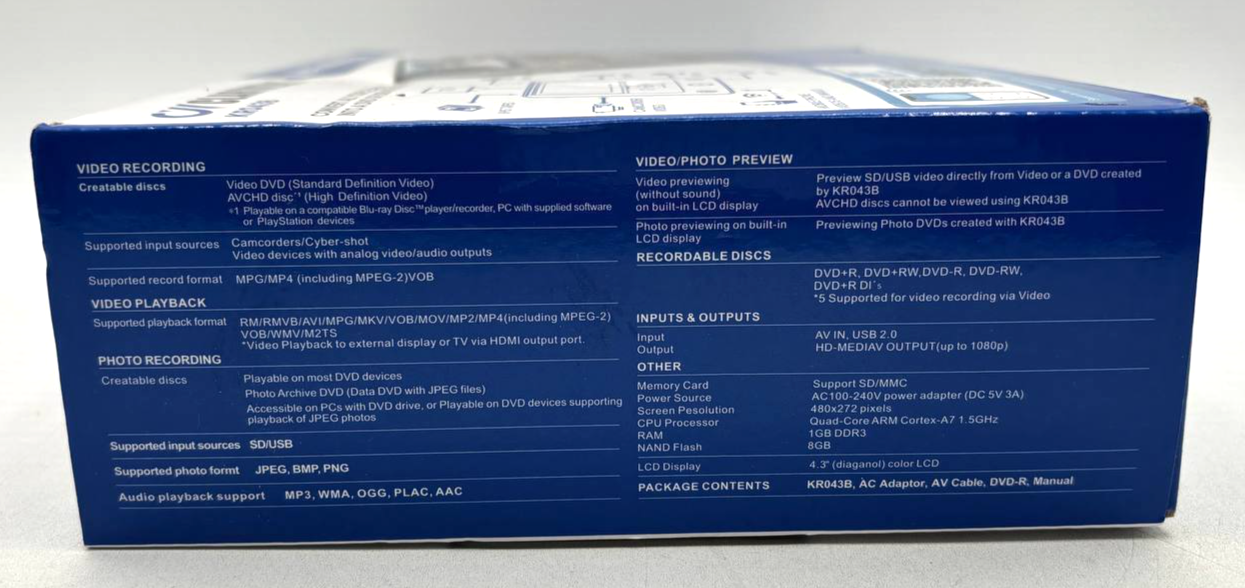 VIDEO RECORDING
Creatable discs Video DVD (Standard Definition Video)
AVCHD disc*1 (High Definition Video)
*1 Playable on a compatible Blu-ray Disc™player/recorder, PC with supplied software
or PlayStation devices
Supported input sources Camcorders/Cyber-shot
Video devices with analog video/audio outputs
Supported record format MPG/MP4 (including MPEG-2)VOB
VIDEO PLAYBACK
Supported playback format RM/RMVB/AVI/MPG/MKV/VOB/MOV/MP2/MP4(including MPEG-2)
VOB/WMV/M2TS
*Video Playback to external display or TV via HDMI output port.
PHOTO RECORDING
Creatable discs Playable on most DVD devices
Photo Archive DVD (Data DVD with JPEG files)
Accessible on PCs with DVD drive, or Playable on DVD devices supporting
playback of JPEG photos
Supported input sources SD/USB
Supported photo formt JPEG, BMP, PNG
Audio playback support MP3, WMA, OGG, PLAC, AAC
VIDEO/PHOTO PREVIEW
Video previewing
(without sound)
on built-in LCD display
Preview SD/USB video directly from Video or a DVD created
by KR043B
AVCHD discs cannot be viewed using KR043B
Photo previewing on built-in
LCD display
Previewing Photo DVDs created with KR043B
RECORDABLE DISCS
DVD+R, DVD+RW,DVD-R, DVD-RW,
DVD+R DI´s
*5 Supported for video recording via Video
INPUTS & OUTPUTS
Input AV IN, USB 2.0
Output HD-MEDIAV OUTPUT(up to 1080p)
OTHER
Memory Card Support SD/MMC
Power Source AC100-240V power adapter (DC 5V 3A)
Screen Pesolution 480x272 pixels
CPU Processor Quad-Core ARM Cortex-A7 1.5GHz
RAM 1GB DDR3
NAND Flash 8GB
LCD Display 4.3" (diaganol) color LCD
PACKAGE CONTENTS KR043B, AC Adaptor, AV Cable, DVD-R, Manual